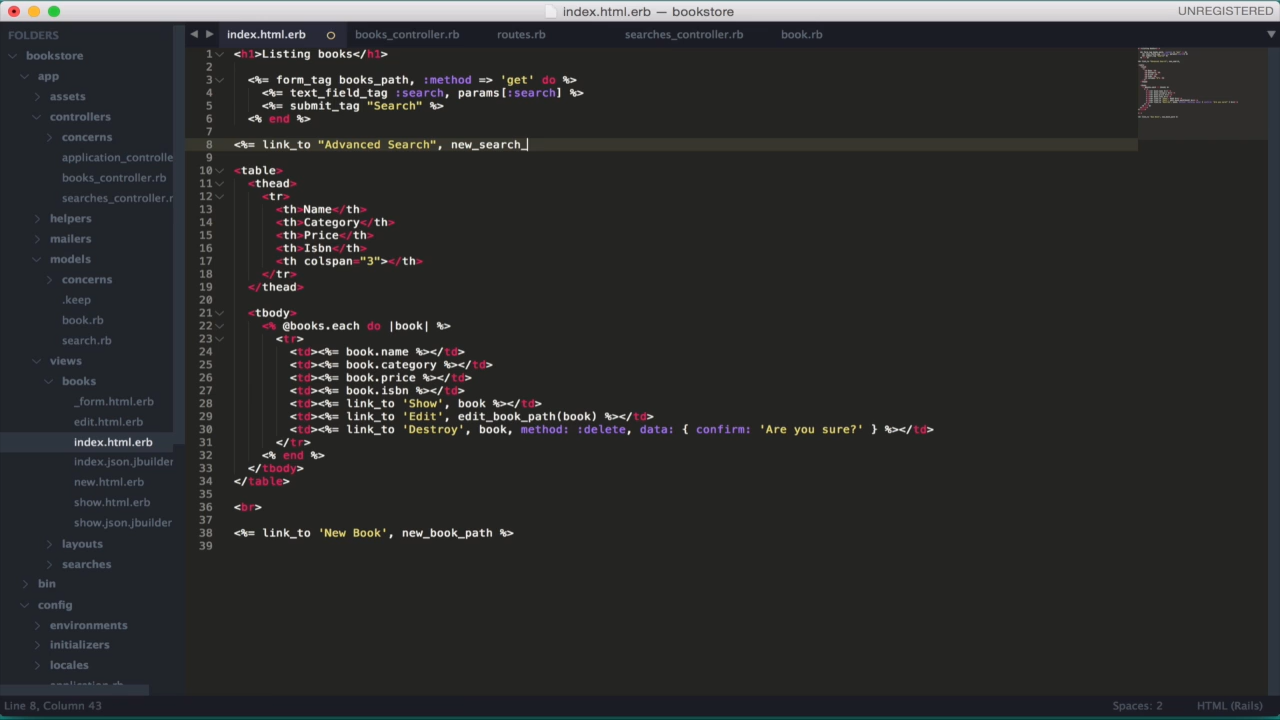 index.html.erb — bookstore
UNREGISTERED
FOLDERS
bookstore
app
assets
controllers
concerns
application_controlle
books_controller.rb
searches_controller.r
helpers
mailers
models
concerns
.keep
book.rb
search.rb
views
books
_form.html.erb
edit.html.erb
index.html.erb
index.json.jbuilder
new.html.erb
show.html.erb
show.json.jbuilder
layouts
searches
bin
config
environments
initializers
locales
application.rb
index.html.erb books_controller.rb routes.rb searches_controller.rb book.rb
1 <h1>Listing books</h1>
2
3 <%= form_tag books_path, :method => 'get' do %>
4 <%= text_field_tag :search, params[:search] %>
5 <%= submit_tag "Search" %>
6 <% end %>
7
8 <%= link_to "Advanced Search", new_search_
9
10 <table>
11 <thead>
12 <tr>
13 <th>Name</th>
14 <th>Category</th>
15 <th>Price</th>
16 <th>Isbn</th>
17 <th colspan="3"></th>
18 </tr>
19 </thead>
20
21 <tbody>
22 <% @books.each do |book| %>
23 <tr>
24 <td><%= book.name %></td>
25 <td><%= book.category %></td>
26 <td><%= book.price %></td>
27 <td><%= book.isbn %></td>
28 <td><%= link_to 'Show', book %></td>
29 <td><%= link_to 'Edit', edit_book_path(book) %></td>
30 <td><%= link_to 'Destroy', book, method: :delete, data: { confirm: 'Are you sure?' } %></td>
31 </tr>
32 <% end %>
33 </tbody>
34 </table>
35
36 <br>
37
38 <%= link_to 'New Book', new_book_path %>
39
Line 8, Column 43
Spaces: 2
HTML (Rails)